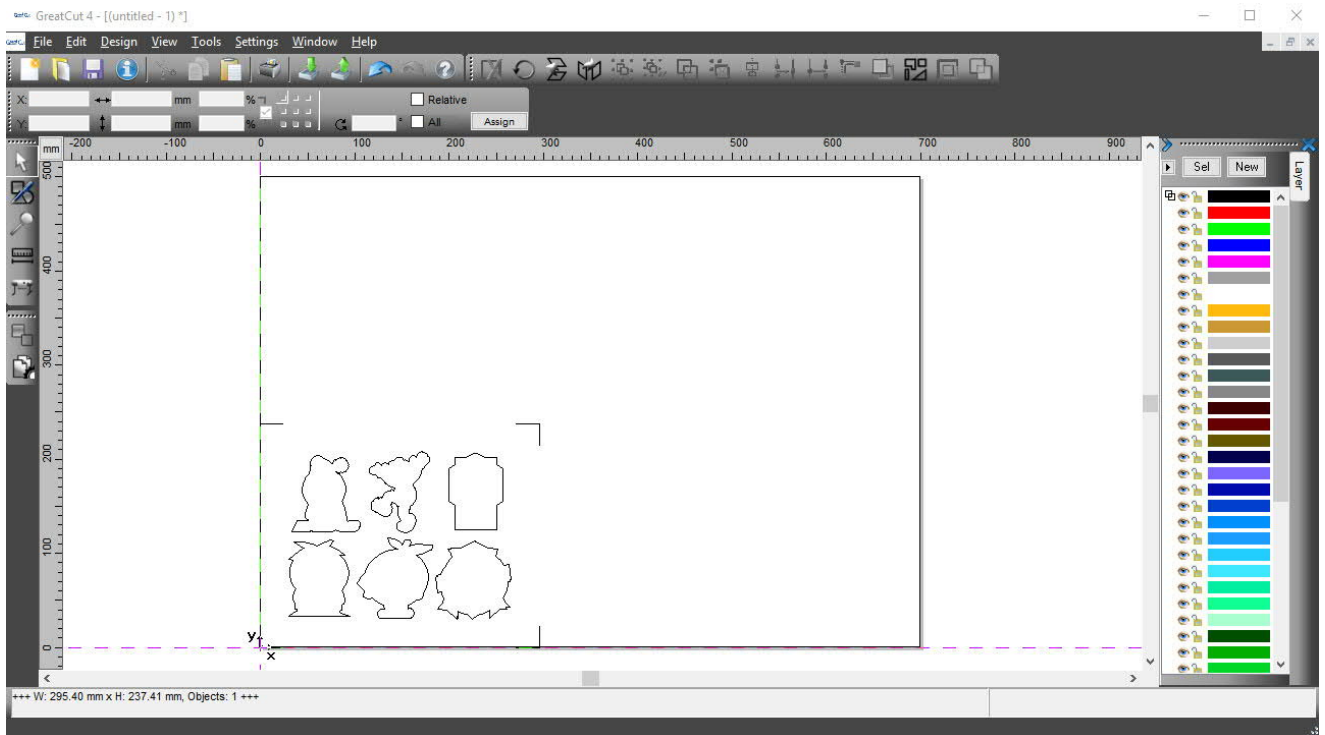 GreatCut 4 - [(untitled - 1) *]
File Edit Design View Tools Settings Window Help
X: mm % Relative
Y: mm % ° All Assign
mm -200 -100 0 100 200 300 400 500 600 700 800 900
Sel New
Layer
500
400
300
200
100
0
y
x
+++ W: 295.40 mm x H: 237.41 mm, Objects: 1 +++